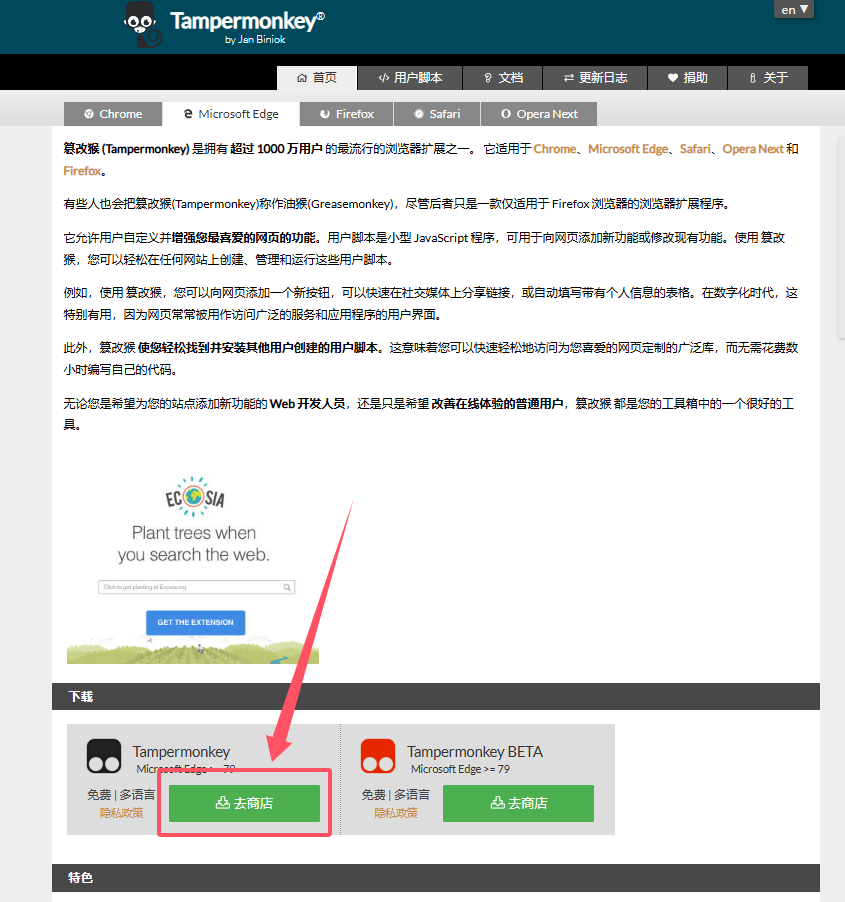 Tampermonkey®
by Jan Biniok
en ▼
首页
用户脚本
文档
更新日志
捐助
关于
Chrome
Microsoft Edge
Firefox
Safari
Opera Next
篡改猴 (Tampermonkey) 是拥有 超过 1000 万用户 的最流行的浏览器扩展之一。 它适用于 Chrome、Microsoft Edge、Safari、Opera Next 和
Firefox。
有些人也会把篡改猴(Tampermonkey)称作油猴(Greasemonkey)，尽管后者只是一款仅适用于 Firefox 浏览器的浏览器扩展程序。
它允许用户自定义并增强您最喜爱的网页的功能。用户脚本是小型 JavaScript 程序，可用于向网页添加新功能或修改现有功能。使用 篡改
猴，您可以轻松在任何网站上创建、管理和运行这些用户脚本。
例如，使用 篡改猴，您可以向网页添加一个新按钮，可以快速在社交媒体上分享链接，或自动填写带有个人信息的表格。在数字化时代，这
特别有用，因为网页常常被用作访问广泛的服务和应用程序的用户界面。
此外，篡改猴 使您轻松找到并安装其他用户创建的用户脚本。这意味着您可以快速轻松地访问为您喜爱的网页定制的广泛库，而无需花费数
小时编写自己的代码。
无论您是希望为您的站点添加新功能的 Web 开发人员，还是只是希望 改善在线体验的普通用户，篡改猴 都是您的工具箱中的一个很好的工
具。
ECOSIA
Plant trees when
you search the web.
Click to get planting at Ecosia.org
GET THE EXTENSION
下载
Tampermonkey
Microsoft Edge >= 79
免费 | 多语言
隐私政策
去商店
Tampermonkey BETA
Microsoft Edge >= 79
免费 | 多语言
隐私政策
去商店
特色